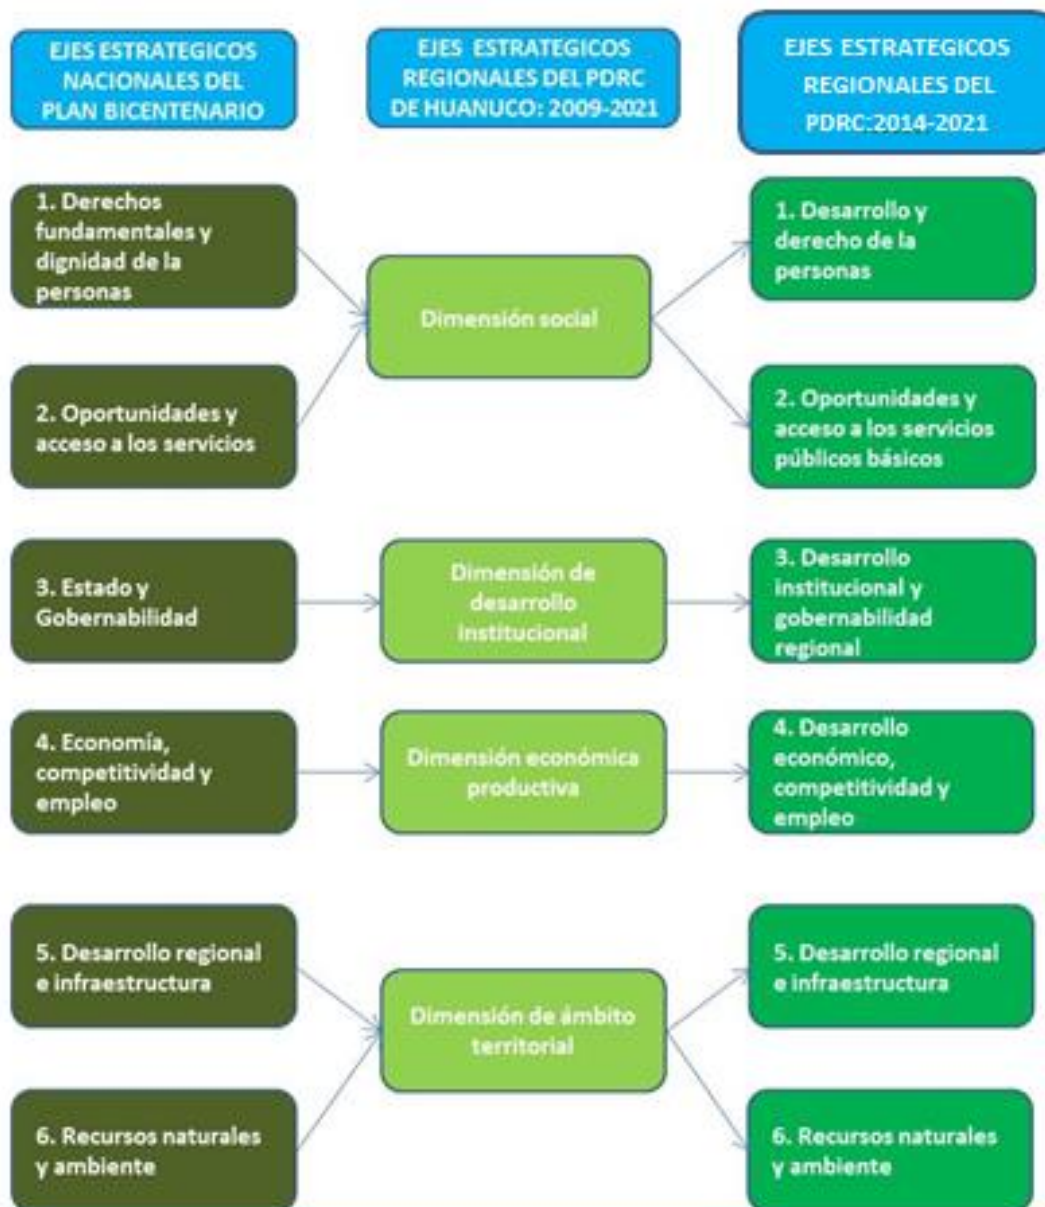 EJES ESTRATEGICOS
NACIONALES DEL
PLAN BICENTENARIO
EJES ESTRATEGICOS
REGIONALES DEL PDRC
DE HUANUCO: 2009-2021
EJES ESTRATEGICOS
REGIONALES DEL
PDRC:2014-2021
1. Derechos
fundamentales y
dignidad de la
personas
Dimensión social
1. Desarrollo y
derecho de la
personas
2. Oportunidades y
acceso a los servicios
2. Oportunidades y
acceso a los servicios
públicos básicos
3. Estado y
Gobernabilidad
Dimensión de
desarrollo
institucional
3. Desarrollo
institucional y
gobernabilidad
regional
4. Economía,
competitividad y
empleo
Dimensión económica
productiva
4. Desarrollo
económico,
competitividad y
empleo
5. Desarrollo regional
e infraestructura
Dimensión de ámbito
territorial
5. Desarrollo regional
e infraestructura
6. Recursos naturales
y ambiente
6. Recursos naturales
y ambiente